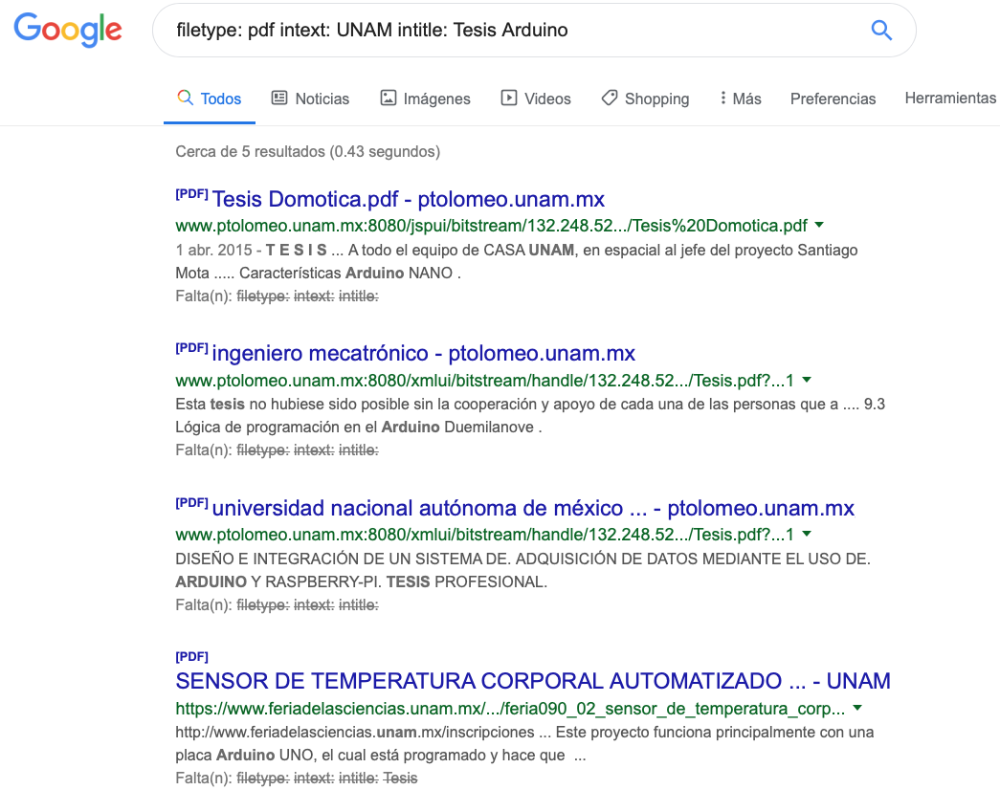 Google
filetype: pdf intext: UNAM intitle: Tesis Arduino
Todos Noticias Imágenes Videos Shopping Más Preferencias Herramientas
Cerca de 5 resultados (0.43 segundos)
[PDF] Tesis Domotica.pdf - ptolomeo.unam.mx
www.ptolomeo.unam.mx:8080/jspui/bitstream/132.248.52.../Tesis%20Domotica.pdf
1 abr. 2015 - T E S I S ... A todo el equipo de CASA UNAM, en espacial al jefe del proyecto Santiago
Mota ..... Características Arduino NANO .
Falta(n): filetype: intext: intitle:
[PDF] ingeniero mecatrónico - ptolomeo.unam.mx
www.ptolomeo.unam.mx:8080/xmlui/bitstream/handle/132.248.52.../Tesis.pdf?...1
Esta tesis no hubiese sido posible sin la cooperación y apoyo de cada una de las personas que a .... 9.3
Lógica de programación en el Arduino Duemilanove .
Falta(n): filetype: intext: intitle:
[PDF] universidad nacional autónoma de méxico ... - ptolomeo.unam.mx
www.ptolomeo.unam.mx:8080/xmlui/bitstream/handle/132.248.52.../Tesis.pdf?...1
DISEÑO E INTEGRACIÓN DE UN SISTEMA DE. ADQUISICIÓN DE DATOS MEDIANTE EL USO DE.
ARDUINO Y RASPBERRY-PI. TESIS PROFESIONAL.
Falta(n): filetype: intext: intitle:
[PDF]
SENSOR DE TEMPERATURA CORPORAL AUTOMATIZADO ... - UNAM
https://www.feriadelasciencias.unam.mx/.../feria090_02_sensor_de_temperatura_corp...
http://www.feriadelasciencias.unam.mx/inscripciones ... Este proyecto funciona principalmente con una
placa Arduino UNO, el cual está programado y hace que ...
Falta(n): filetype: intext: intitle: Tesis